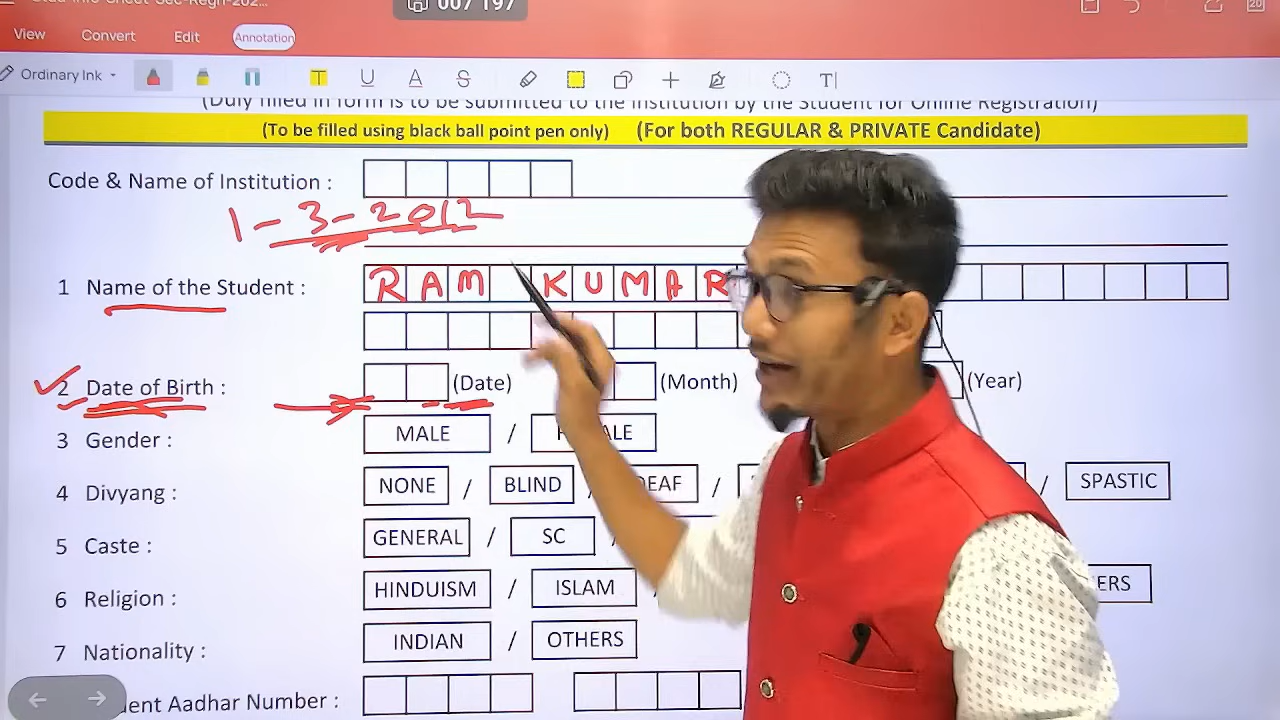 007 197
View Convert Edit Annotation
Ordinary Ink T U A S T|
(Duly filled in form is to be submitted to the Institution by the Student for Online Registration)
(To be filled using black ball point pen only) (For both REGULAR & PRIVATE Candidate)
Code & Name of Institution :
1-3-2012
1 Name of the Student : RAM KUMAR
2 Date of Birth : (Date) (Month) (Year)
3 Gender : MALE /
4 Divyang : NONE / BLIND / / / SPASTIC
5 Caste : GENERAL / SC /
6 Religion : HINDUISM / ISLAM
7 Nationality : INDIAN / OTHERS
Aadhar Number :